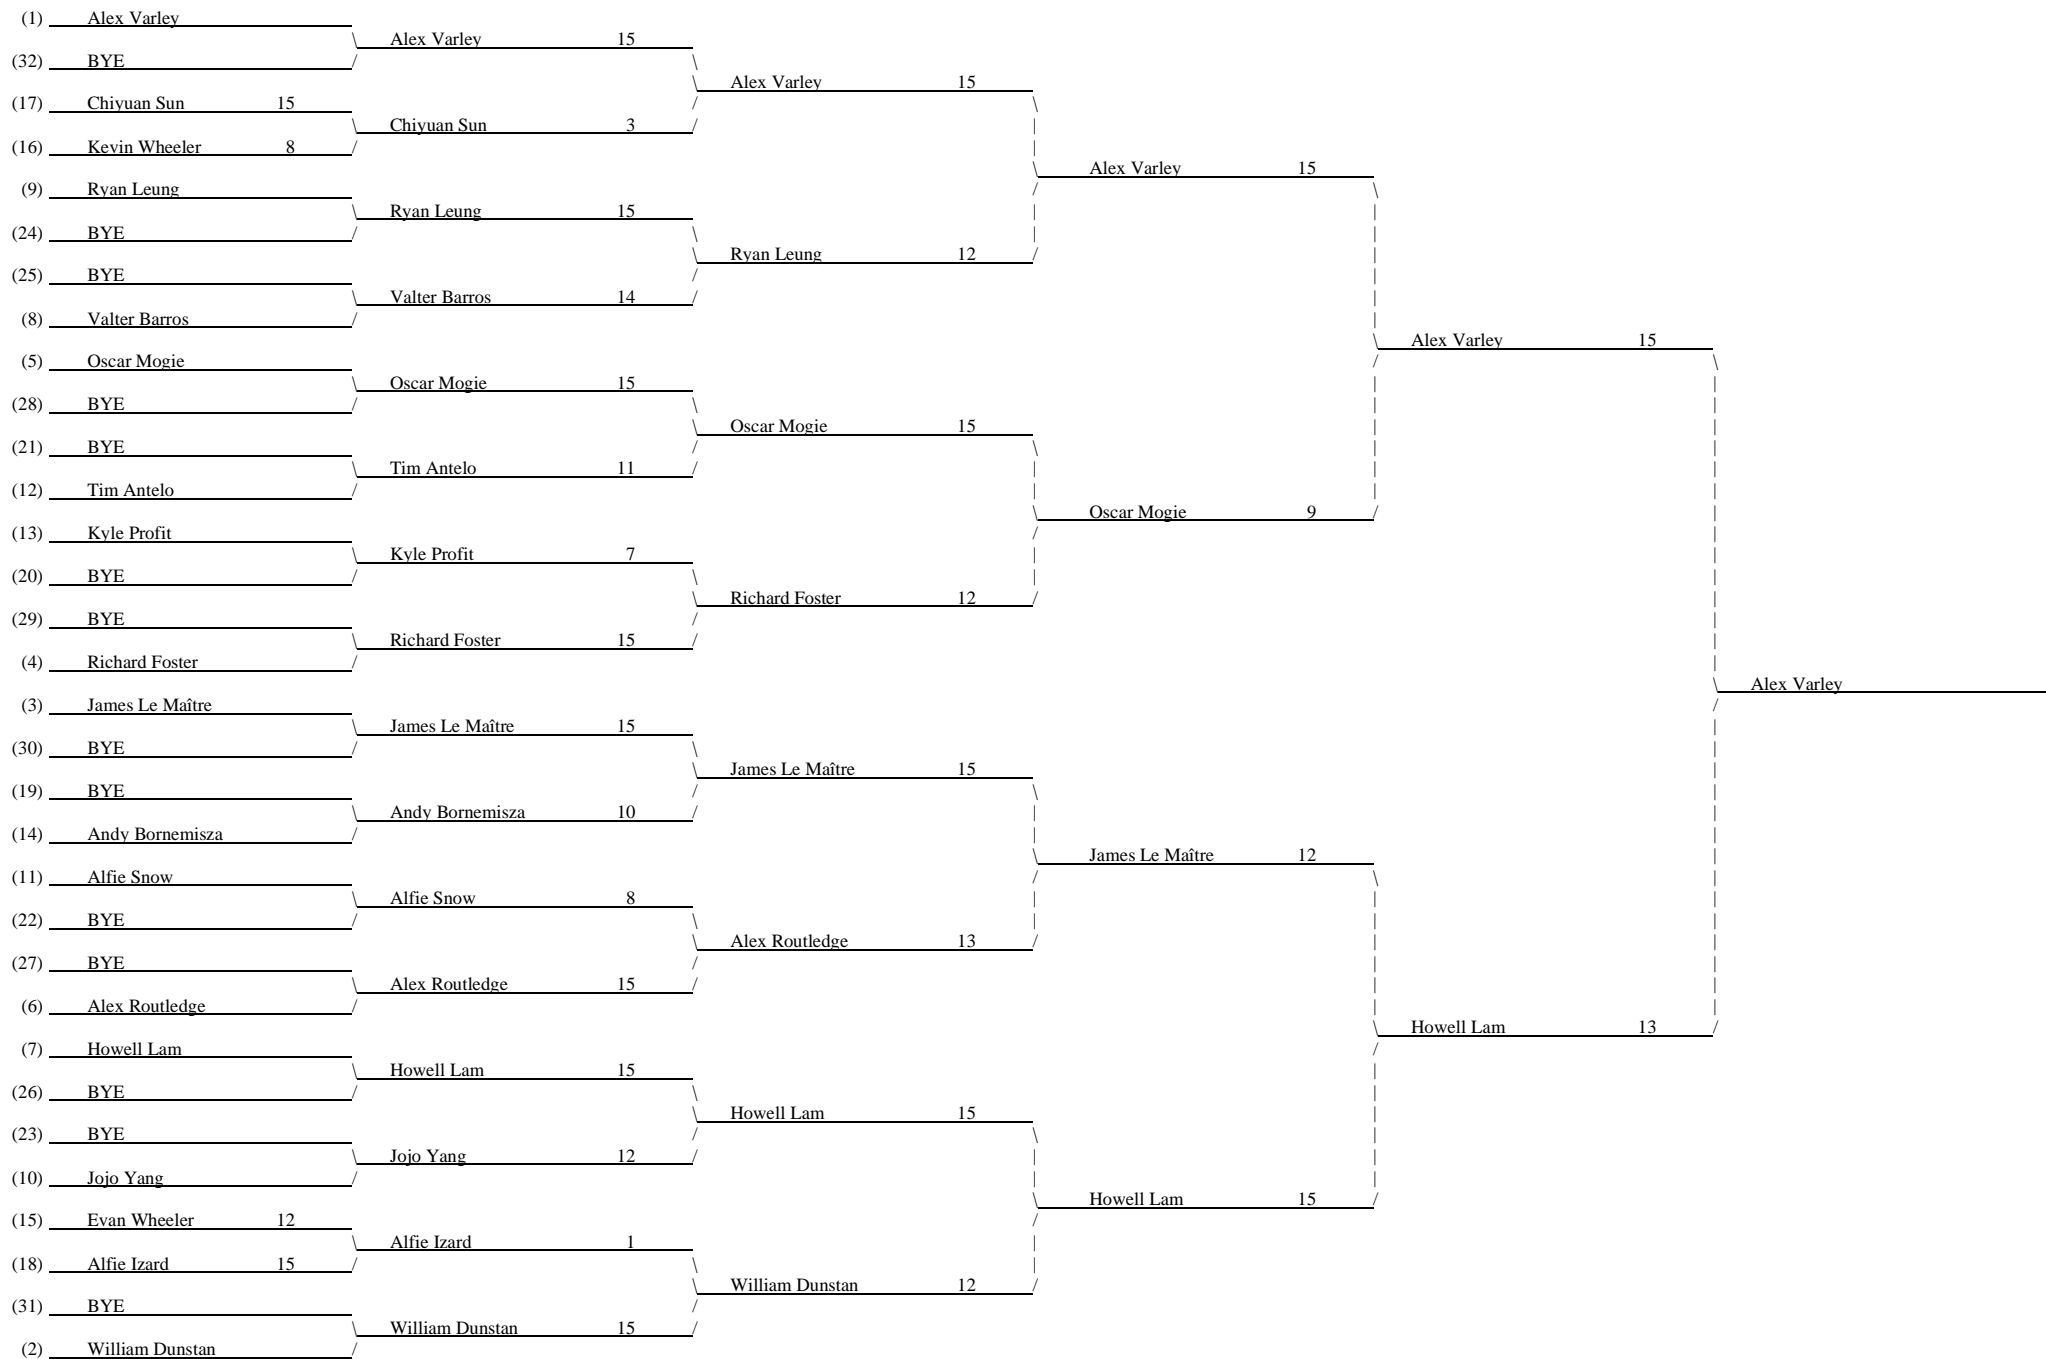 (1) Alex Varley
Alex Varley 15
(32) BYE
Alex Varley 15
(17) Chiyuan Sun 15
Chiyuan Sun 3
(16) Kevin Wheeler 8
Alex Varley 15
(9) Ryan Leung
Ryan Leung 15
(24) BYE
Ryan Leung 12
(25) BYE
Valter Barros 14
(8) Valter Barros
Alex Varley 15
(5) Oscar Mogie
Oscar Mogie 15
(28) BYE
Oscar Mogie 15
(21) BYE
Tim Antelo 11
(12) Tim Antelo
Oscar Mogie 9
(13) Kyle Profit
Kyle Profit 7
(20) BYE
Richard Foster 12
(29) BYE
Richard Foster 15
(4) Richard Foster
Alex Varley
(3) James Le Maître
James Le Maître 15
(30) BYE
James Le Maître 15
(19) BYE
Andy Bornemisza 10
(14) Andy Bornemisza
James Le Maître 12
(11) Alfie Snow
Alfie Snow 8
(22) BYE
Alex Routledge 13
(27) BYE
Alex Routledge 15
(6) Alex Routledge
Howell Lam 13
(7) Howell Lam
Howell Lam 15
(26) BYE
Howell Lam 15
(23) BYE
Jojo Yang 12
(10) Jojo Yang
Howell Lam 15
(15) Evan Wheeler 12
Alfie Izard 1
(18) Alfie Izard 15
William Dunstan 12
(31) BYE
William Dunstan 15
(2) William Dunstan